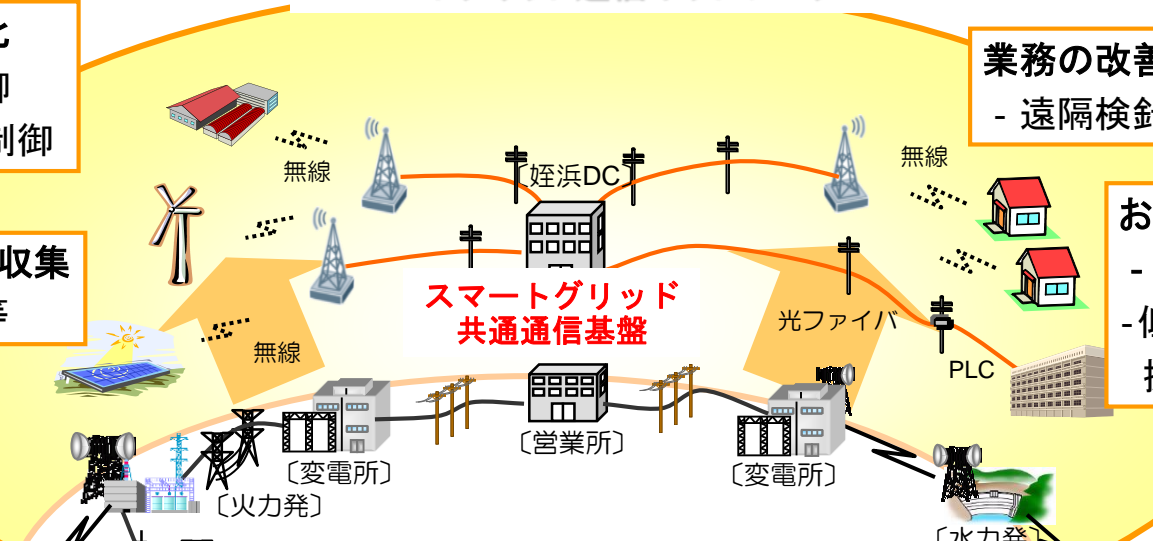 御
制御
収集
業務の改善
- 遠隔検針
無線
〔姪浜DC〕
無線
お
-
スマートグリッド
共通通信基盤
光ファイバ
無線
PLC
〔営業所〕
〔変電所〕
〔変電所〕
〔火力発〕
〔水力発〕